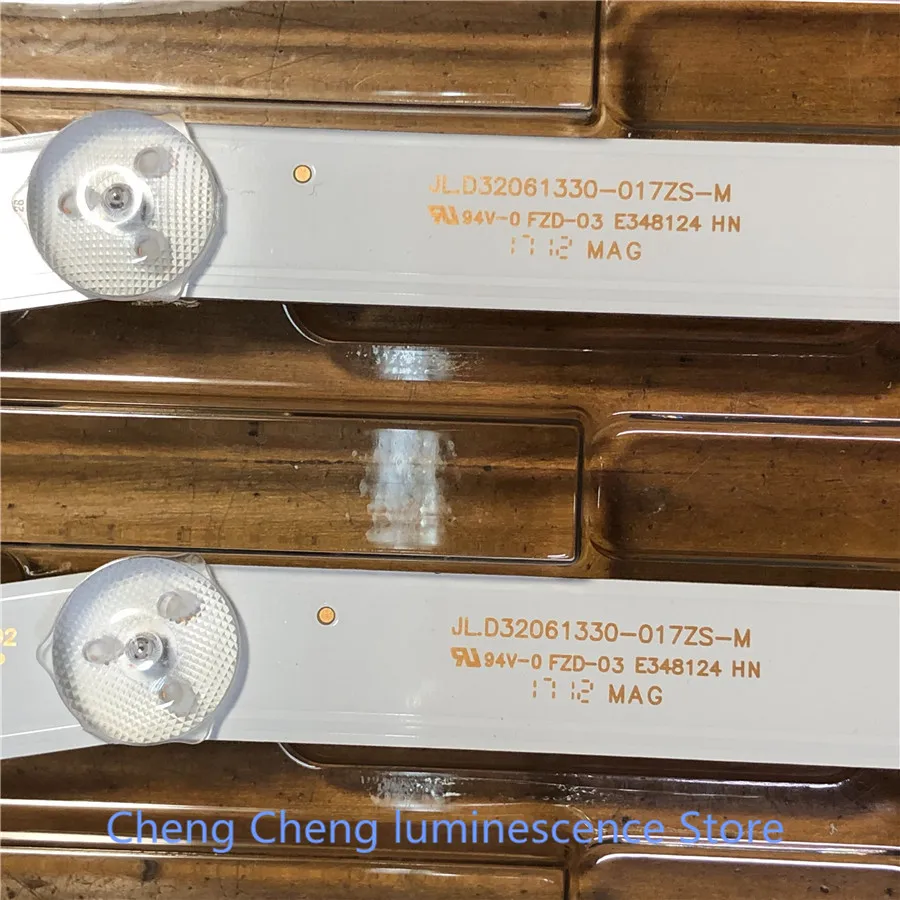 JL.D32061330-017ZS-M
94V-0 FZD-03 E348124 HN
1712 MAG
JL.D32061330-017ZS-M
94V-0 FZD-03 E348124 HN
1712 MAG
Cheng Cheng luminescence Store